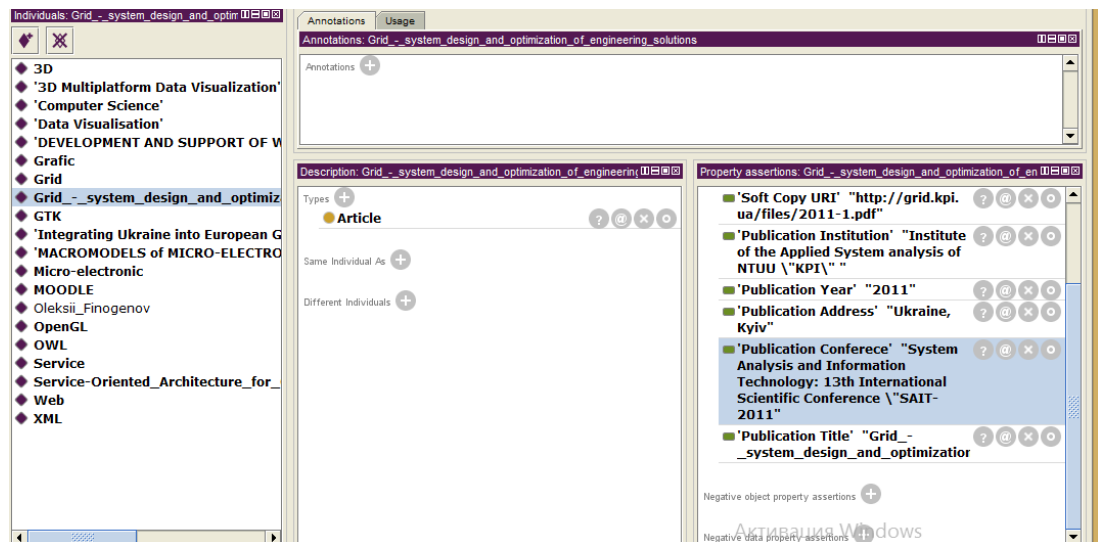 Individuals: Grid_-_system_design_and_optim
3D
'3D Multiplatform Data Visualization'
'Computer Science'
'Data Visualisation'
'DEVELOPMENT AND SUPPORT OF W
Grafic
Grid
Grid_-_system_design_and_optimiz
GTK
'Integrating Ukraine into European G
'MACROMODELS of MICRO-ELECTRO
Micro-electronic
MOODLE
Oleksii_Finogenov
OpenGL
OWL
Service
Service-Oriented_Architecture_for_
Web
XML
Annotations Usage
Annotations: Grid_-_system_design_and_optimization_of_engineering_solutions
Annotations
Description: Grid_-_system_design_and_optimization_of_engineering
Types
Article
Same Individual As
Different Individuals
Property assertions: Grid_-_system_design_and_optimization_of_en
'Soft Copy URI' "http://grid.kpi.
ua/files/2011-1.pdf"
'Publication Institution' "Institute
of the Applied System analysis of
NTUU \"KPI\" "
'Publication Year' "2011"
'Publication Address' "Ukraine,
Kyiv"
'Publication Conferece' "System
Analysis and Information
Technology: 13th International
Scientific Conference \"SAIT-
2011"
'Publication Title' "Grid_-
_system_design_and_optimization
Negative object property assertions
Negative data property assertions
Активация Windows